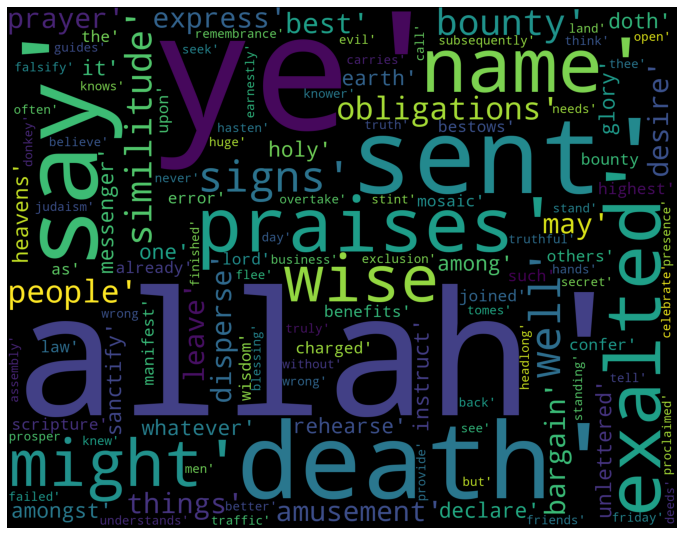 prayer'
express'
best'
bounty'
doth'
remembrance'
the'
guides'
falsify'
knows'
it'
seek'
evil'
carries'
subsequently'
call'
land'
think'
open'
thee'
ye'
name'
earth'
knower'
often'
donkey'
believe'
say'
similitude'
upon'
hasten'
huge'
earnestly'
truth'
obligations'
bestows'
needs'
glory'
desire'
heavens'
messenger'
signs'
holy'
sent'
bounty
highest'
never'
judaism'
error'
overtake'
stint'
mosaic'
stand'
praises'
may'
truthful'
as'
one'
lord'
day'
among'
others'
such'
hands'
secret'
presence'
celebrate'
already'
finished'
flee'
business'
exclusion'
wise
people'
disperse'
benefits'
joined'
tomes'
well'
exalted'
allah'
wrong
law'
manifest'
leave'
truly'
charged'
without'
wrong'
wisdom'
blessing'
headlong'
confer'
standing'
tell'
assembly'
sanctify'
instruct'
scripture'
whatever'
rehearse'
back'
bargain'
unlettered'
proclaimed'
prosper'
knew'
men'
see'
might'
death'
provide'
but'
failed'
things'
better'
amongst'
understands'
traffic'
amusement'
declare'
friends'
friday'
deeds'